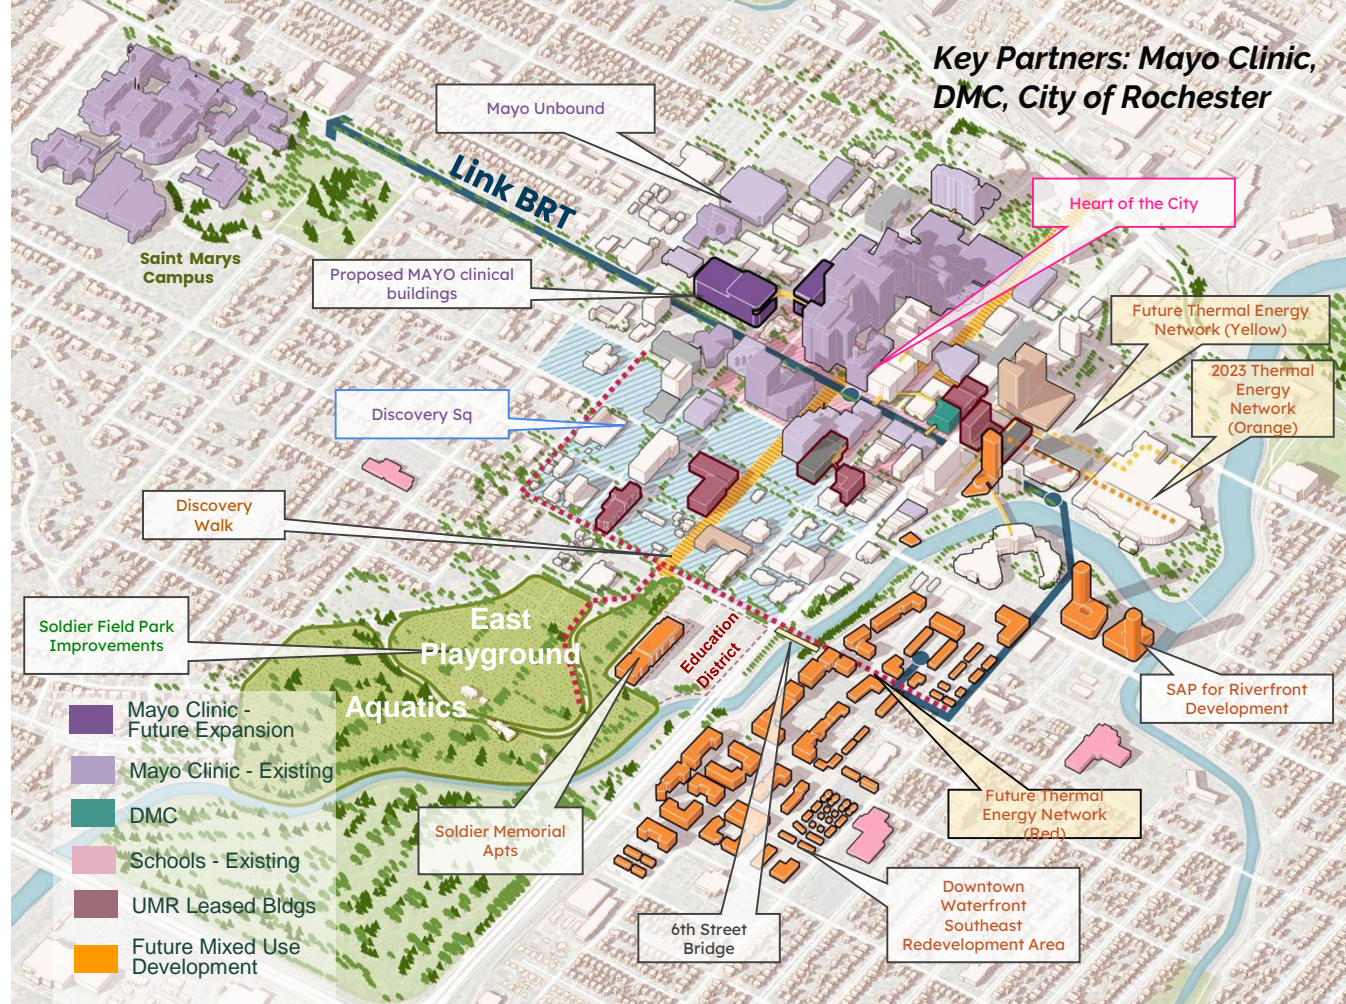 Key Partners: Mayo Clinic,
DMC, City of Rochester
Mayo Unbound
Link BRT
Heart of the City
Saint Marys
Campus
Proposed MAYO clinical
buildings
Future Thermal Energy
Network (Yellow)
2023 Thermal
Energy
Network
(Orange)
Discovery Sq
Discovery
Walk
Soldier Field Park
Improvements
East
Playground
Education
District
Aquatics
SAP for Riverfront
Development
Mayo Clinic -
Future Expansion
Mayo Clinic - Existing
DMC
Schools - Existing
UMR Leased Bldgs
Future Mixed Use
Development
Soldier Memorial
Apts
Future Thermal
Energy Network
(Red)
6th Street
Bridge
Downtown
Waterfront
Southeast
Redevelopment Area